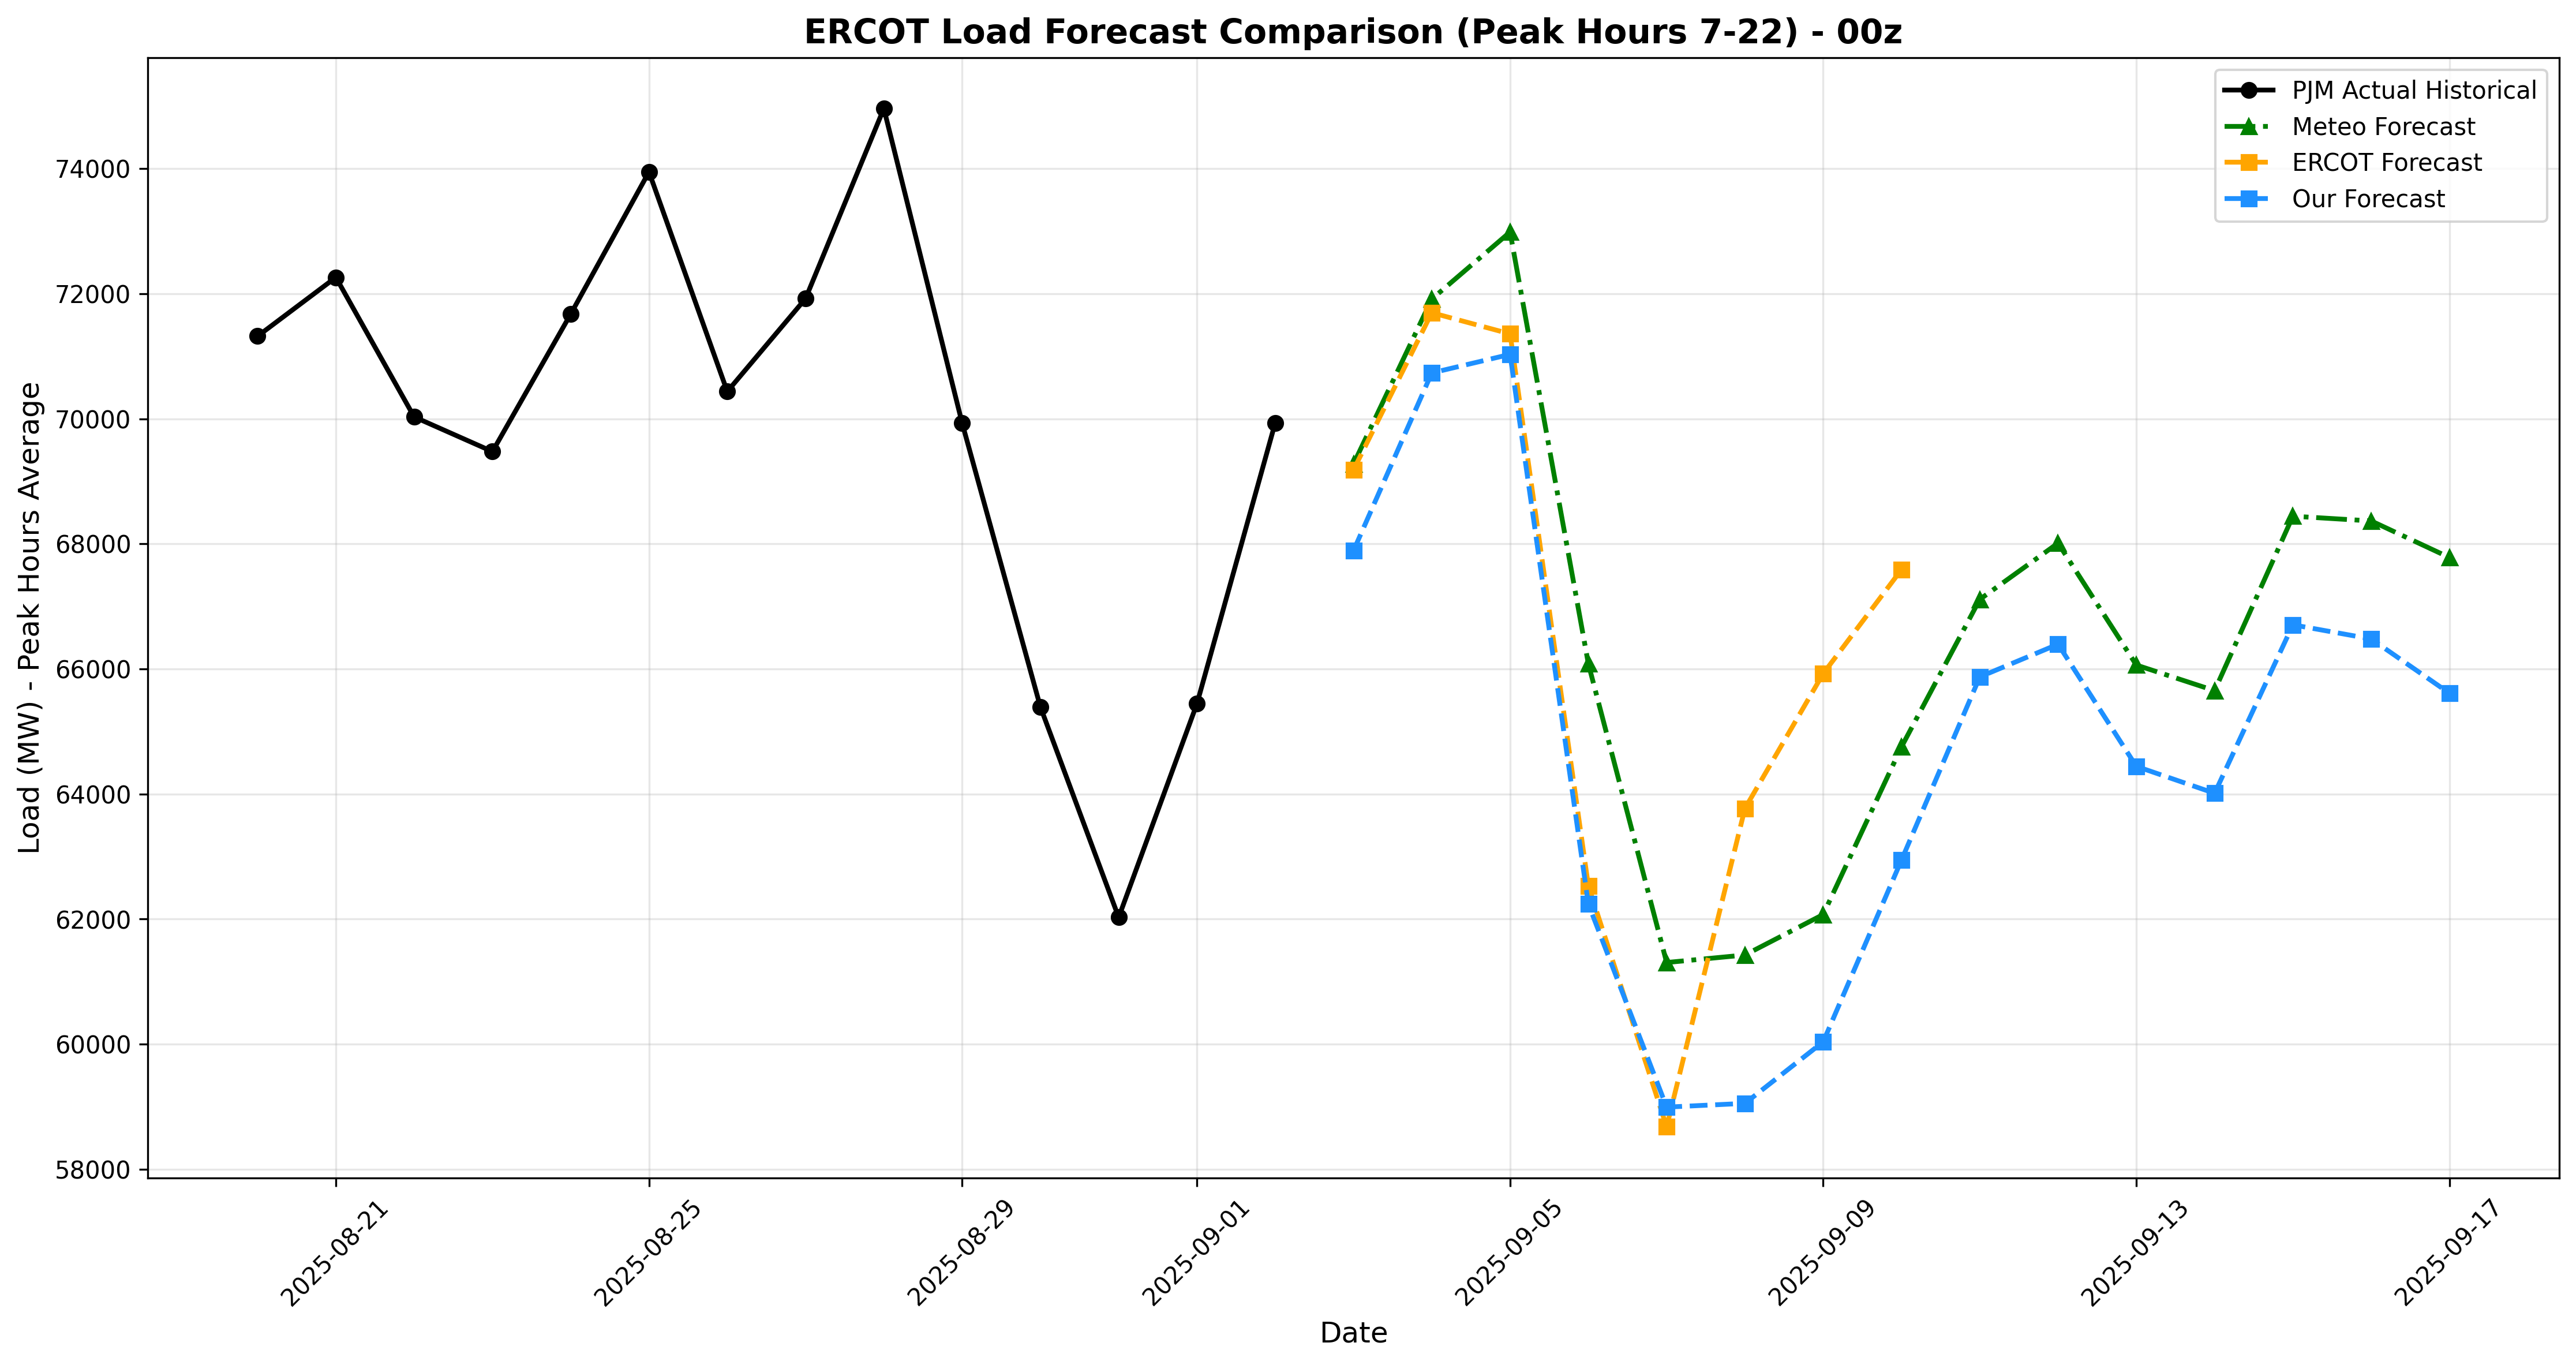 ERCOT Load Forecast Comparison (Peak Hours 7-22) - 00z
PJM Actual Historical
Meteo Forecast
ERCOT Forecast
Our Forecast
Load (MW) - Peak Hours Average
74000
72000
70000
68000
66000
64000
62000
60000
58000
2025-08-21
2025-08-25
2025-08-29
2025-09-01
2025-09-05
2025-09-09
2025-09-13
2025-09-17
Date